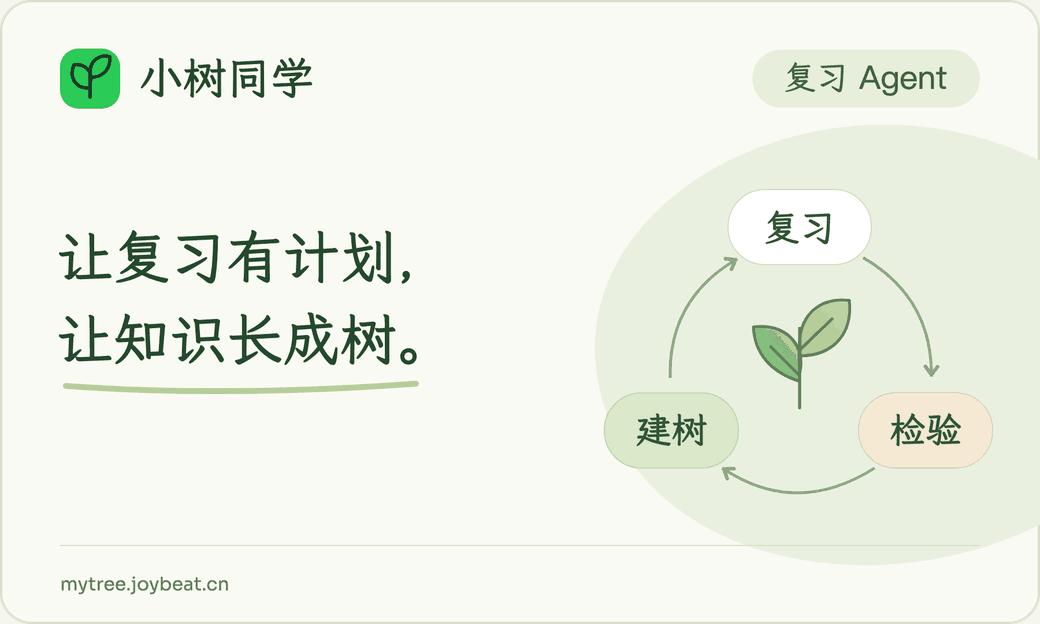 小树同学
复习 Agent
让复习有计划,
让知识长成树。
复习
建树
检验
mytree.joybeat.cn